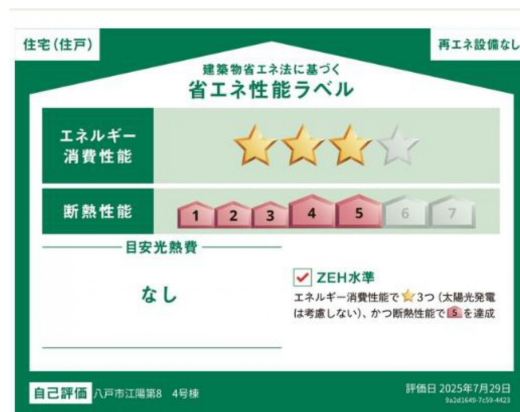 住宅(住戸)
再エネ設備なし
建築物省エネ法に基づく
省エネ性能ラベル
エネルギー
消費性能
断熱性能
1 2 3 4 5 6 7
目安光熱費
なし
ZEH水準
エネルギー消費性能で★3つ(太陽光発電
は考慮しない)、かつ断熱性能で5を達成
自己評価 八戸市江陽第8 4号棟
評価日 2025年7月29日
9a2d1649-7c59-4423